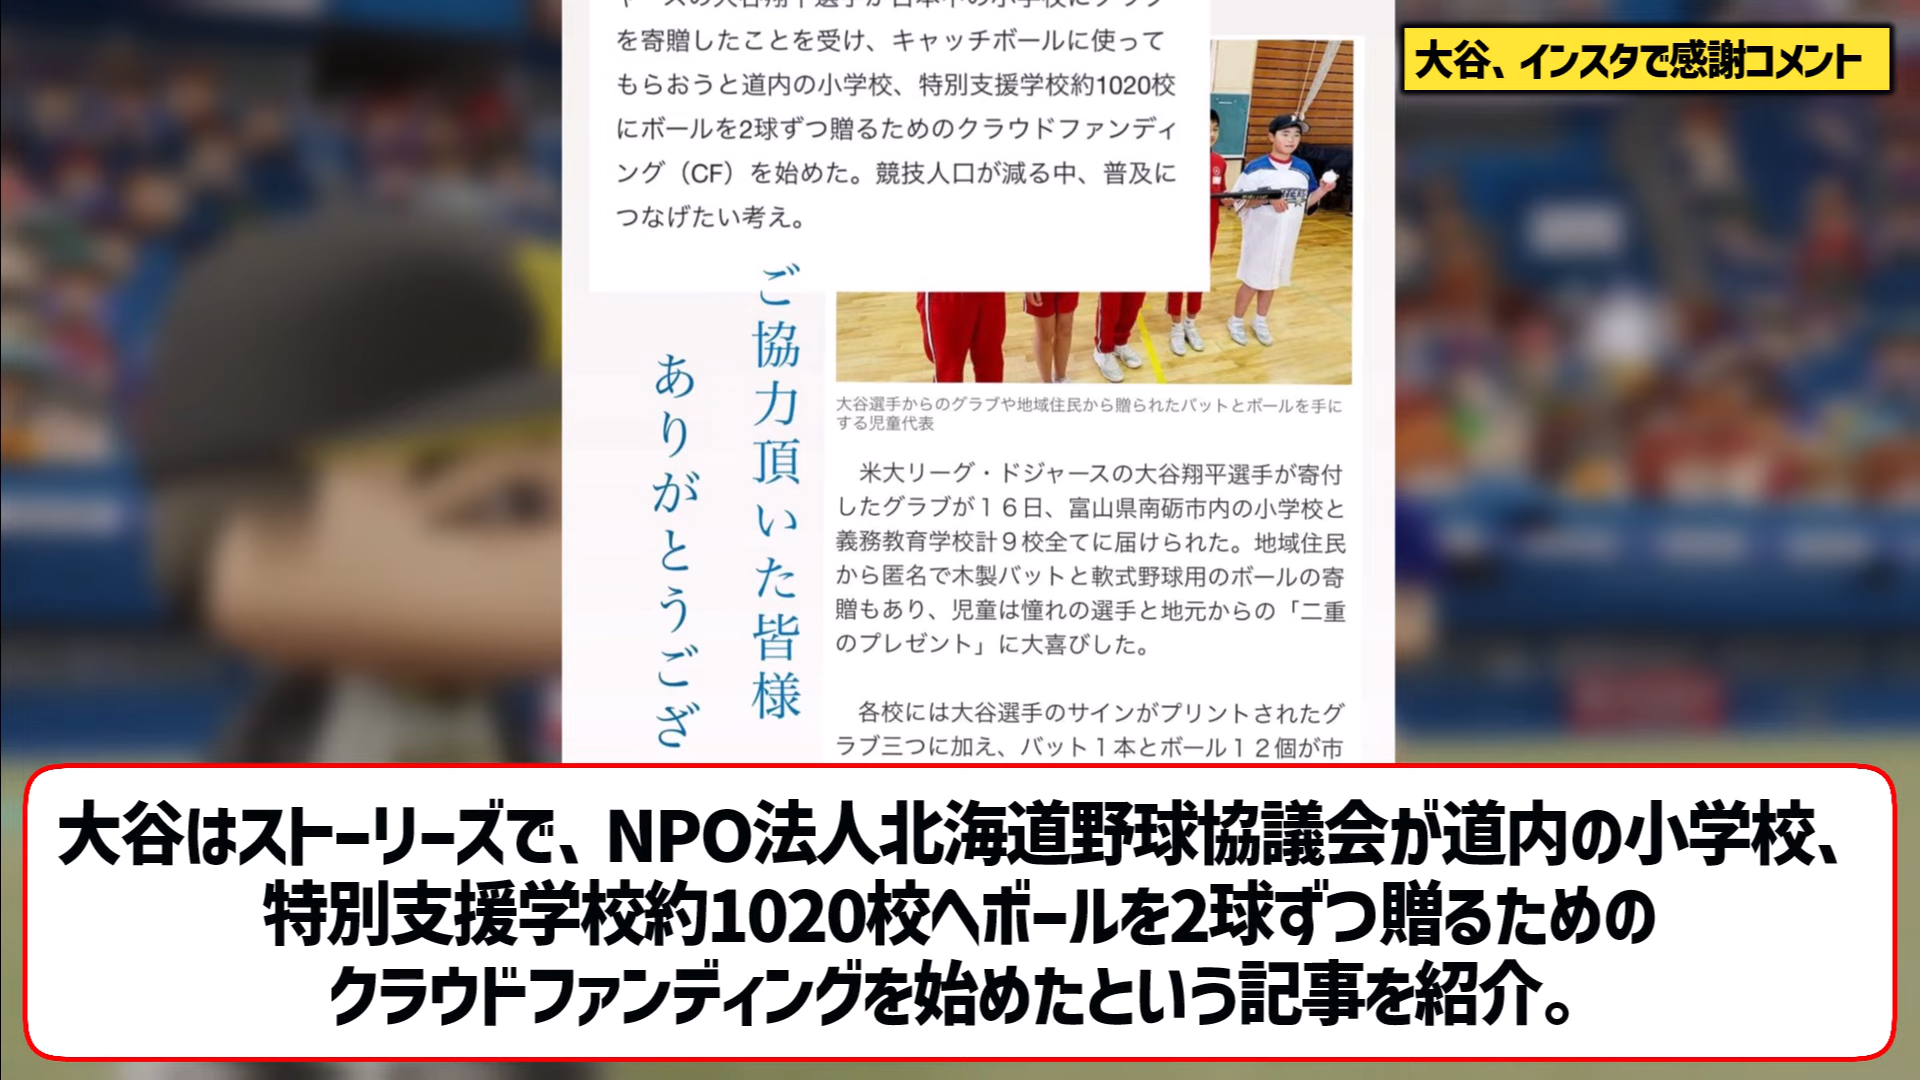 大谷、インスタで感謝コメント
を寄贈したことを受け、キャッチボールに使って
もらおうと道内の小学校、特別支援学校約1020校
にボールを2球ずつ贈るためのクラウドファンディ
ング（CF）を始めた。競技人口が減る中、普及に
つなげたい考え。
ご協力頂いた皆様
ありがとうござ
大谷選手からのグラブや地域住民から贈られたバットとボールを手に
する児童代表
米大リーグ・ドジャースの大谷翔平選手が寄付
したグラブが１６日、富山県南砺市内の小学校と
義務教育学校計９校全てに届けられた。地域住民
から匿名で木製バットと軟式野球用のボールの寄
贈もあり、児童は憧れの選手と地元からの「二重
のプレゼント」に大喜びした。
各校には大谷選手のサインがプリントされたグ
ラブ三つに加え、バット１本とボール１２個が市
大谷はストーリーズで、NPO法人北海道野球協議会が道内の小学校、
特別支援学校約1020校へボールを2球ずつ贈るための
クラウドファンディングを始めたという記事を紹介。